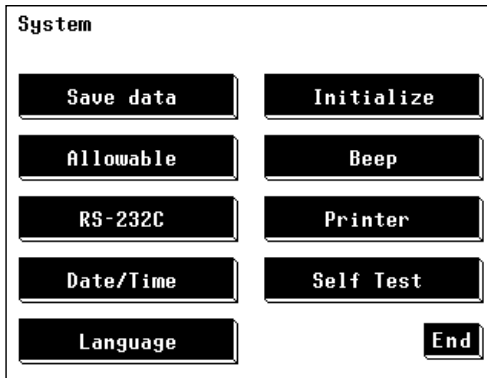 System
Save data
Initialize
Allowable
Beep
RS-232C
Printer
Date/Time
Self Test
Language
End